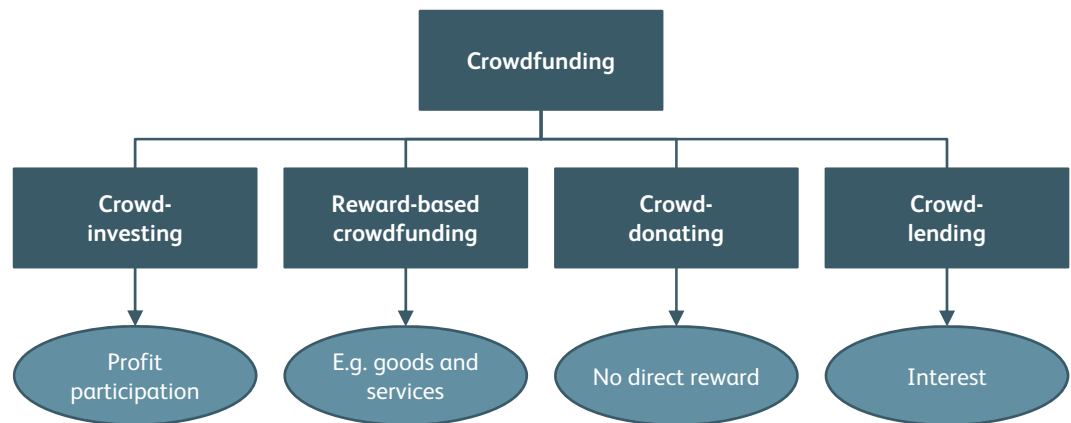 Crowdfunding
Crowd-
investing
Reward-based
crowdfunding
Crowd-
donating
Crowd-
lending
Profit
participation
E.g. goods and
services
No direct reward
Interest